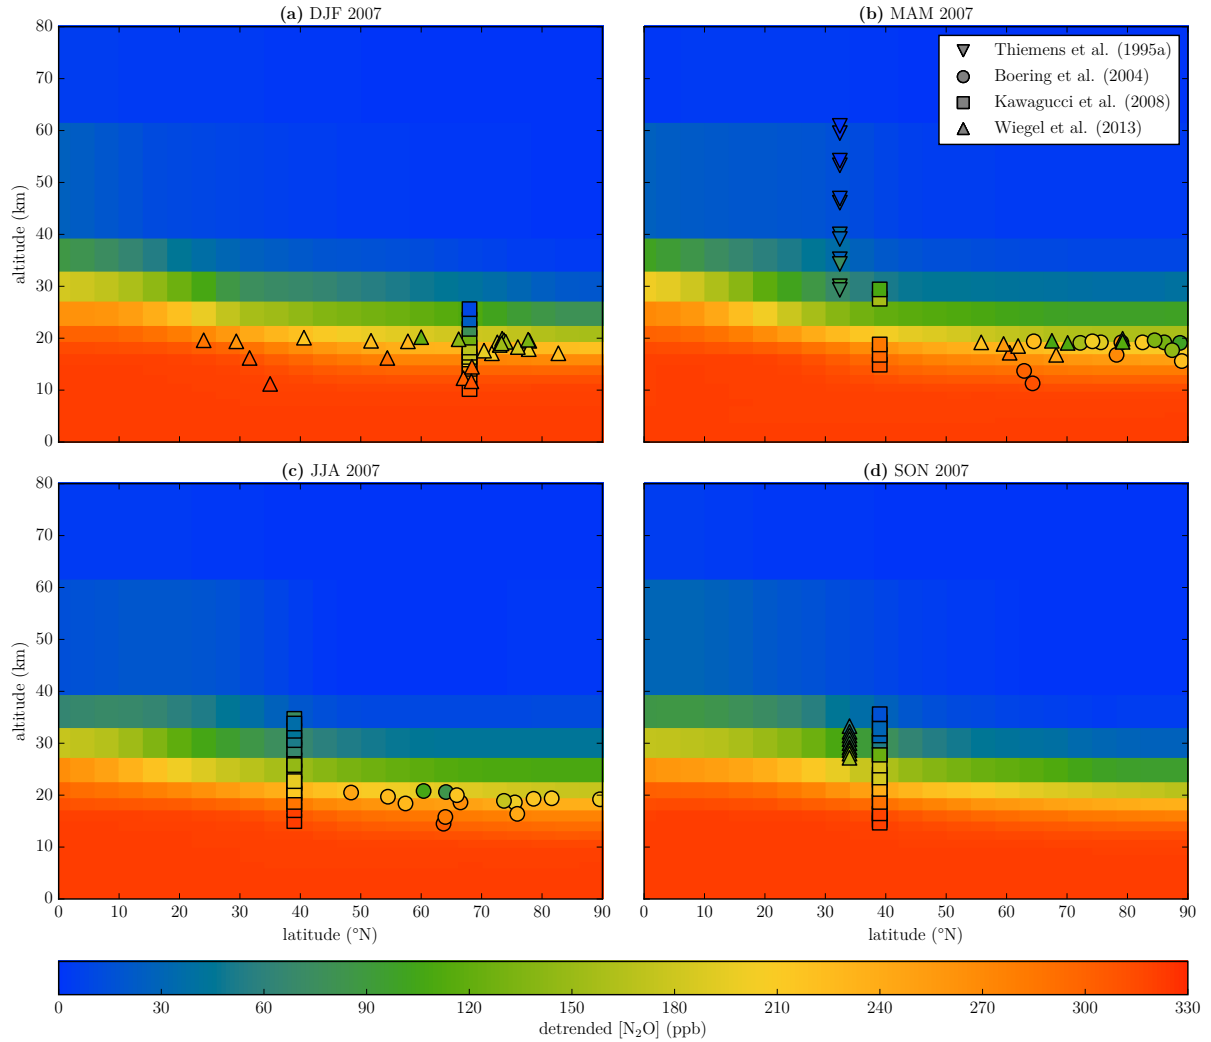 (a) DJF 2007
(b) MAM 2007
80
70
60
50
40
30
20
10
0
altitude (km)
altitude (km)
Thiemens et al. (1995a)
Boering et al. (2004)
Kawagucci et al. (2008)
Wiegel et al. (2013)
(c) JJA 2007
(d) SON 2007
80
70
60
50
40
30
20
10
0
0 10 20 30 40 50 60 70 80 90
0 10 20 30 40 50 60 70 80 90
latitude (°N)
latitude (°N)
0 30 60 90 120 150 180 210 240 270 300 330
detrended [N₂O] (ppb)